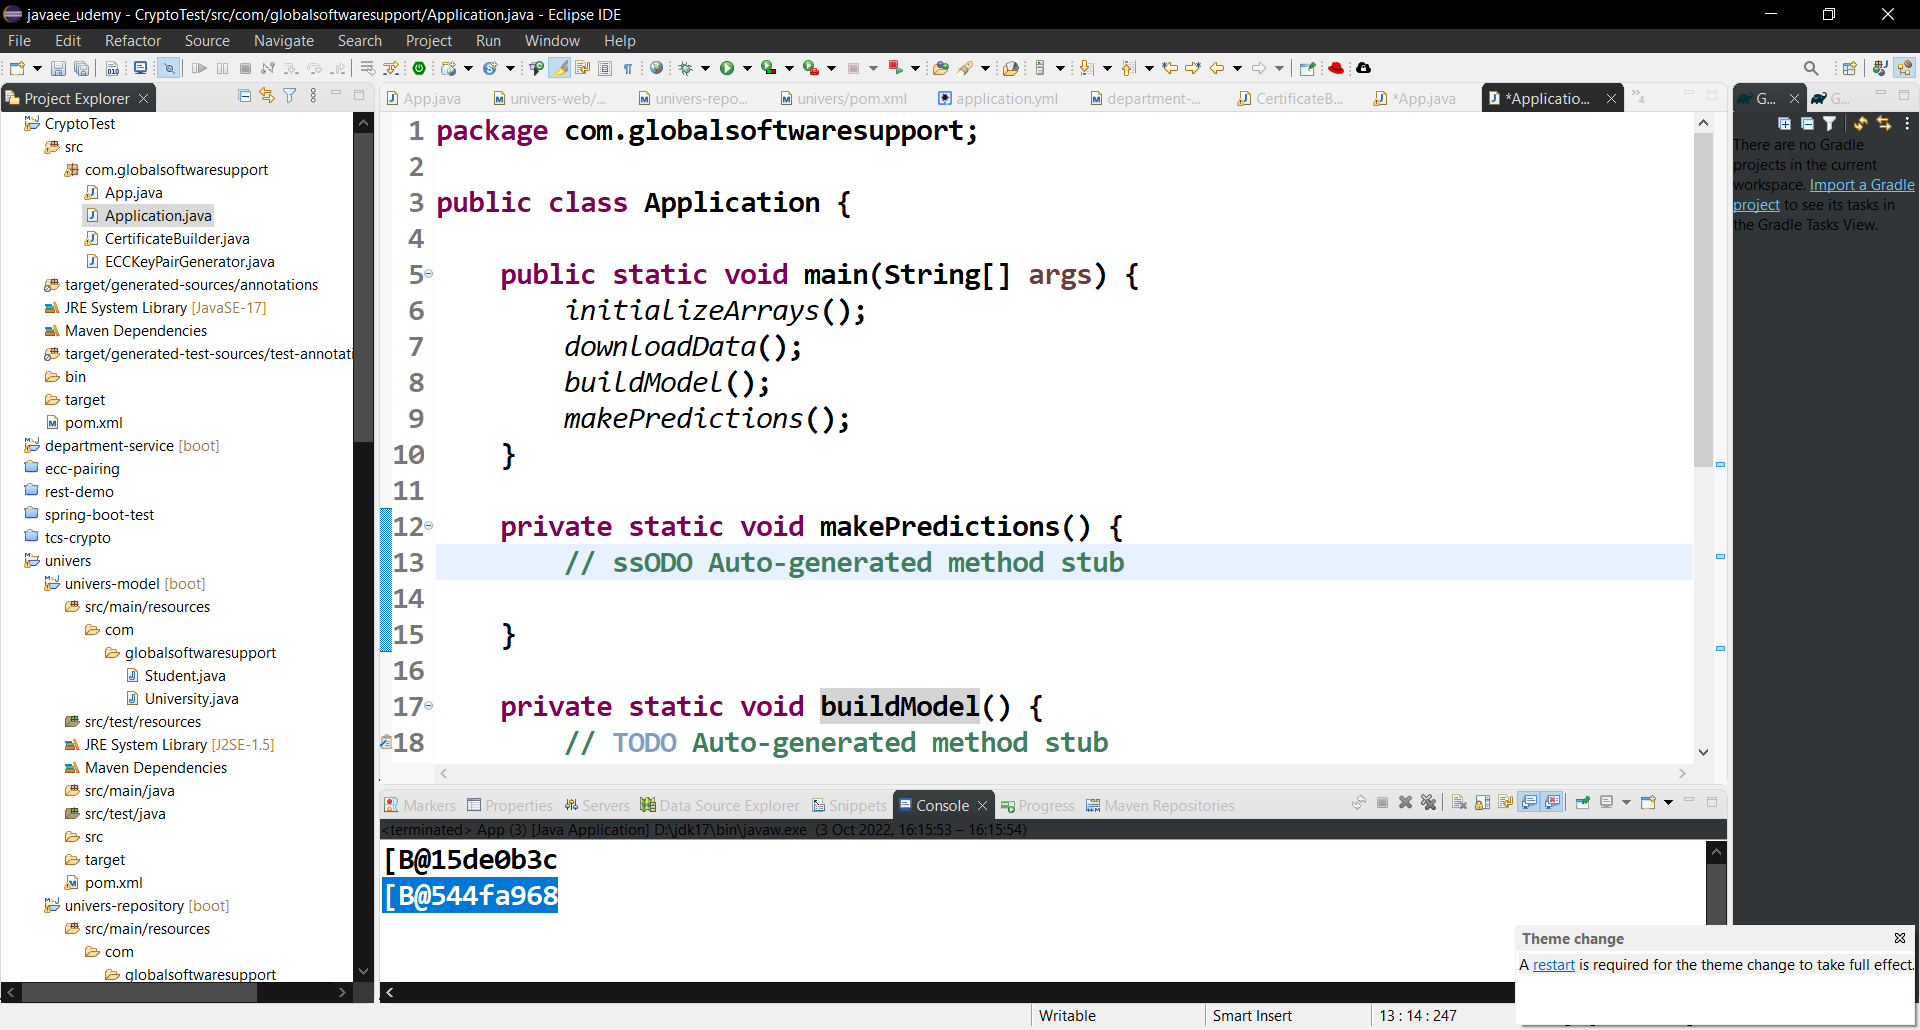 javaee_udemy - CryptoTest/src/com/globalsoftwaresupport/Application.java - Eclipse IDE
File Edit Refactor Source Navigate Search Project Run Window Help
Project Explorer
CryptoTest
src
com.globalsoftwaresupport
App.java
Application.java
CertificateBuilder.java
ECCKeyPairGenerator.java
target/generated-sources/annotations
JRE System Library [JavaSE-17]
Maven Dependencies
target/generated-test-sources/test-annotati
bin
target
pom.xml
department-service [boot]
ecc-pairing
rest-demo
spring-boot-test
tcs-crypto
univers
univers-model [boot]
src/main/resources
com
globalsoftwaresupport
Student.java
University.java
src/test/resources
JRE System Library [J2SE-1.5]
Maven Dependencies
src/main/java
src/test/java
src
target
pom.xml
univers-repository [boot]
src/main/resources
com
globalsoftwaresupport
App.java univers-web/... univers-repo... univers/pom.xml application.yml department-... CertificateB... *App.java *Applicatio... »4
1 package com.globalsoftwaresupport;
2
3 public class Application {
4
5 public static void main(String[] args) {
6 initializeArrays();
7 downloadData();
8 buildModel();
9 makePredictions();
10 }
11
12 private static void makePredictions() {
13 // ssODO Auto-generated method stub
14
15 }
16
17 private static void buildModel() {
18 // TODO Auto-generated method stub
Markers Properties Servers Data Source Explorer Snippets Console Progress Maven Repositories
<terminated> App (3) [Java Application] D:\jdk17\bin\javaw.exe (3 Oct 2022, 16:15:53 – 16:15:54)
[B@15de0b3c
[B@544fa968
G... G...
There are no Gradle
projects in the current
workspace. Import a Gradle
project to see its tasks in
the Gradle Tasks View.
Theme change
A restart is required for the theme change to take full effect.
Writable Smart Insert 13 : 14 : 247